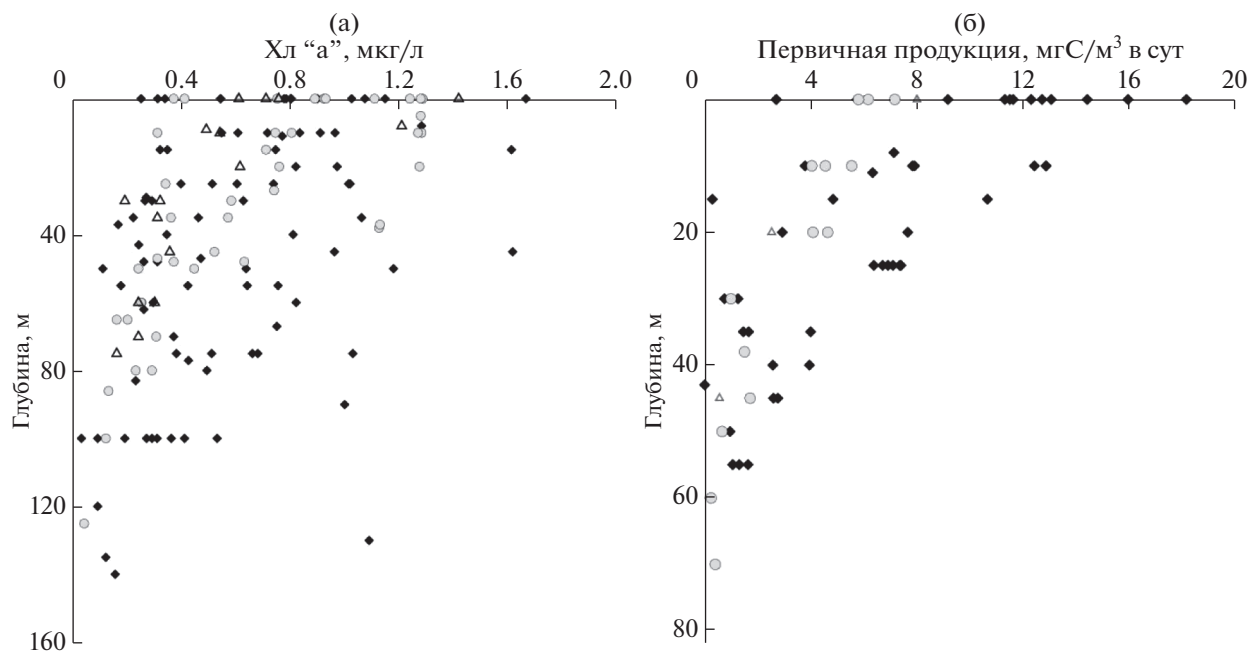 (а)
Хл “а”, мкг/л
0 0.4 0.8 1.2 1.6 2.0
40
80
120
160
Глубина, м
(б)
Первичная продукция, мгС/м³ в сут
0 4 8 12 16 20
20
40
60
80
Глубина, м